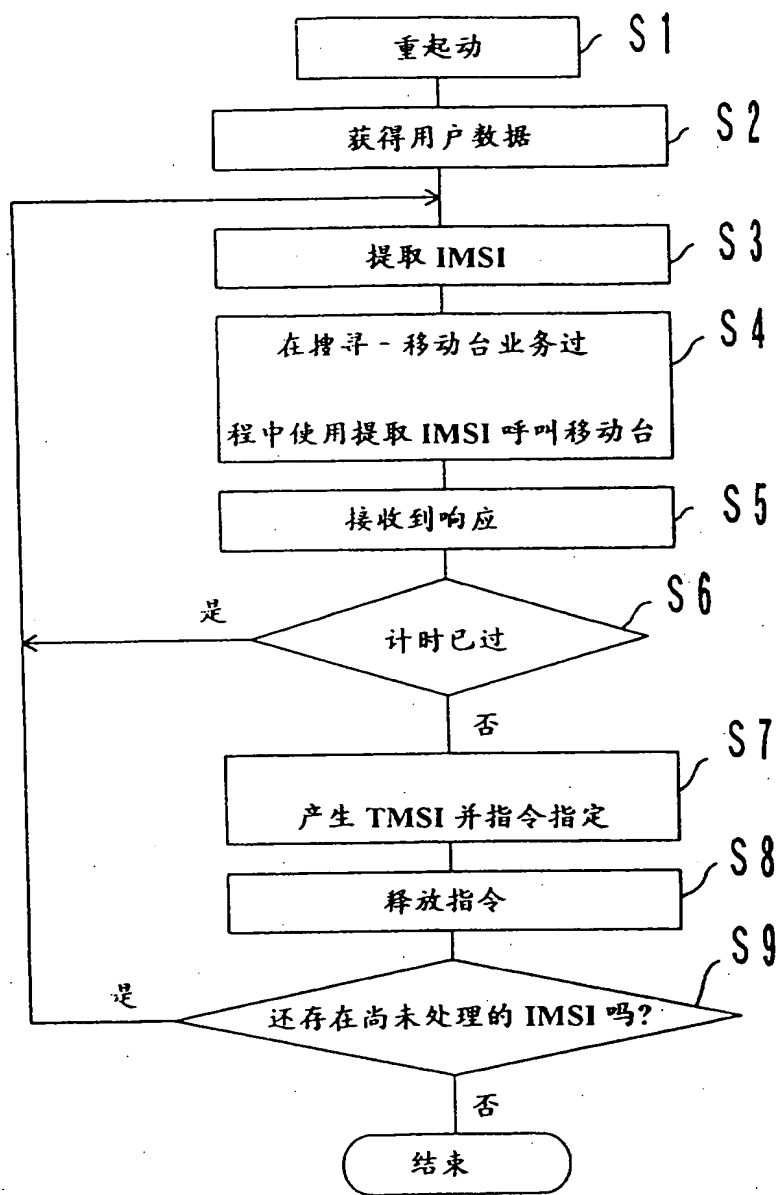 重起动 S1
获得用户数据 S2
提取 IMSI S3
在搜寻-移动台业务过 S4
程中使用提取 IMSI 呼叫移动台
接收到响应 S5
S6
是
计时已过
否
S7
产生 TMSI 并指令指定
S8
释放指令
S9
是
还存在尚未处理的 IMSI 吗?
否
结束